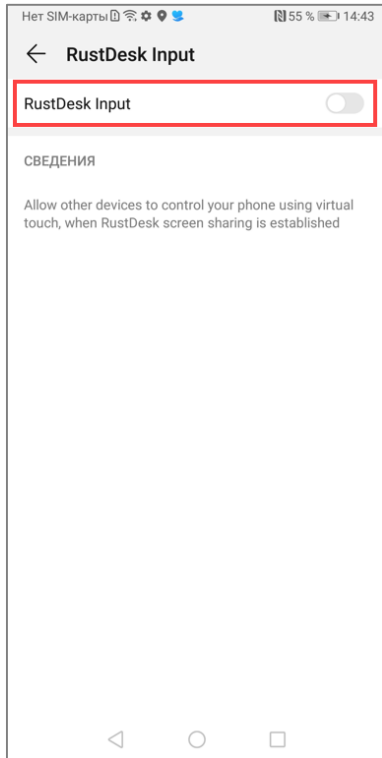 Нет SIM-карты 55 % 14:43
RustDesk Input
RustDesk Input
СВЕДЕНИЯ
Allow other devices to control your phone using virtual
touch, when RustDesk screen sharing is established